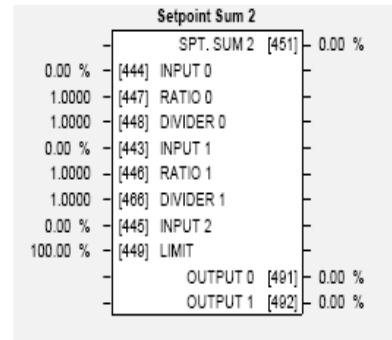 Setpoint Sum 2
SPT. SUM 2 [451] 0.00 %
0.00 % [444] INPUT 0
1.0000 [447] RATIO 0
1.0000 [448] DIVIDER 0
0.00 % [443] INPUT 1
1.0000 [446] RATIO 1
1.0000 [466] DIVIDER 1
0.00 % [445] INPUT 2
100.00 % [449] LIMIT
OUTPUT 0 [491] 0.00 %
OUTPUT 1 [492] 0.00 %